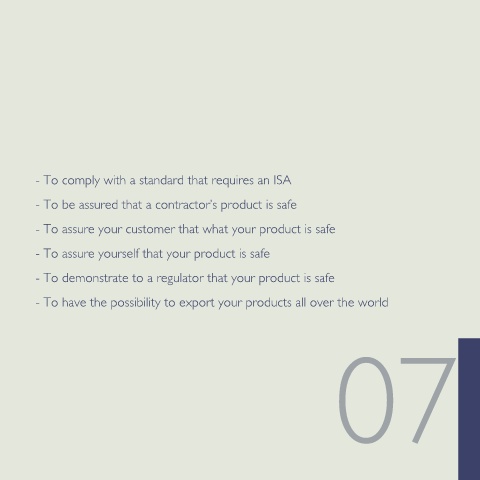 - To comply with a standard that requires an ISA
- To be assured that a contractor's product is safe
- To assure your customer that what your product is safe
- To assure yourself that your product is safe
- To demonstrate to a regulator that your product is safe
- To have the possibility to export your products all over the world
07